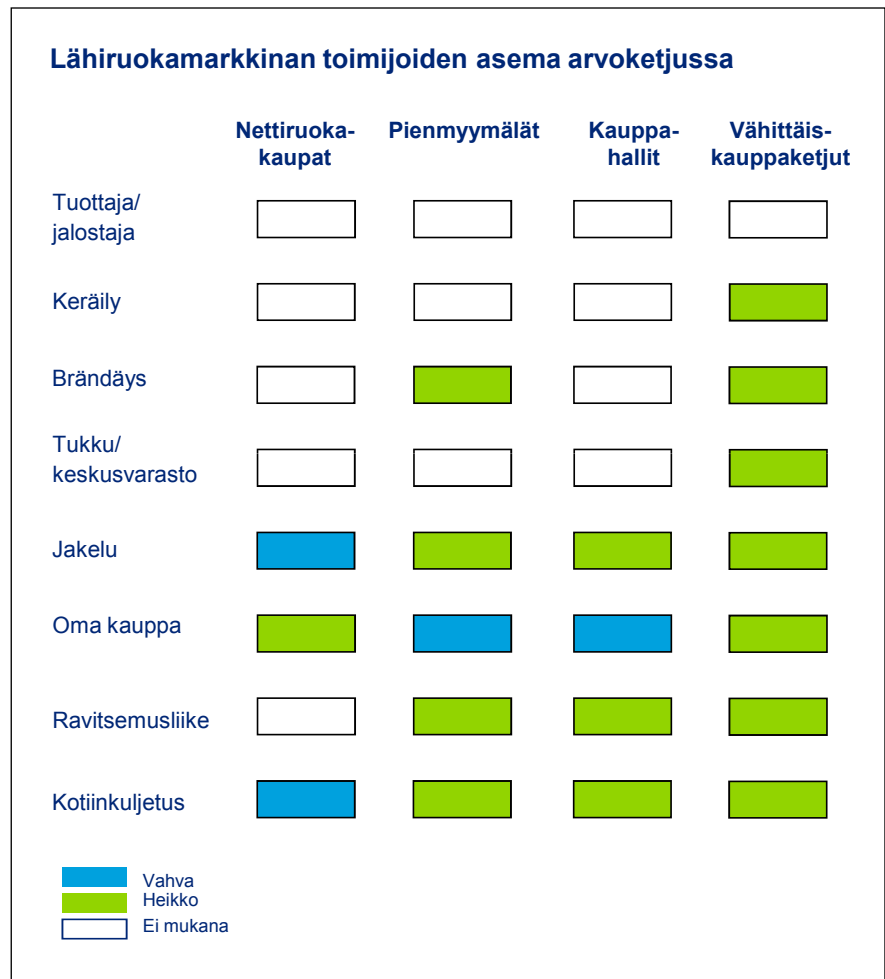 Lähiruokamarkkinan toimijoiden asema arvoketjussa
Nettiruoka-
kaupat
Pienmyymälät
Kauppa-
hallit
Vähittäis-
kauppaketjut
Tuottaja/
jalostaja
Keräily
Brändäys
Tukku/
keskusvarasto
Jakelu
Oma kauppa
Ravitsemusliike
Kotiinkuljetus
Vahva
Heikko
Ei mukana